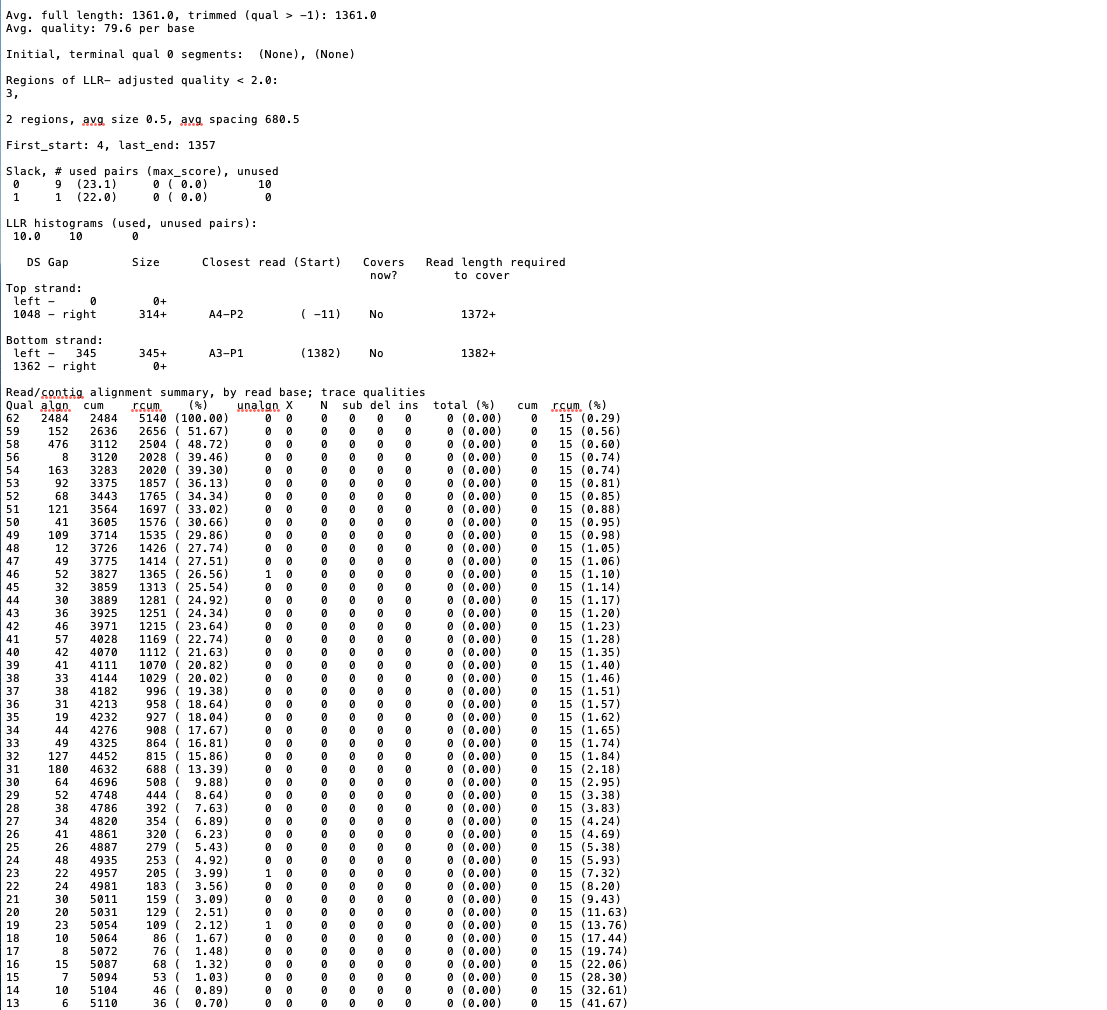 Avg. full length: 1361.0, trimmed (qual > -1): 1361.0
Avg. quality: 79.6 per base
Initial, terminal qual 0 segments:  (None), (None)
Regions of LLR- adjusted quality < 2.0:
3,
2 regions, avg size 0.5, avg spacing 680.5
First_start: 4, last_end: 1357
Slack, # used pairs (max_score), unused
0     9  (23.1)     0 ( 0.0)      10
1     1  (22.0)     0 ( 0.0)       0
LLR histograms (used, unused pairs):
10.0    10       0
DS Gap         Size      Closest read (Start)   Covers   Read length required
now?        to cover
Top strand:
left -     0        0+
1048 - right      314+      A4-P2        ( -11)    No           1372+
Bottom strand:
left -   345      345+      A3-P1        (1382)    No           1382+
1362 - right        0+
Read/contig alignment summary, by read base; trace qualities
Qual algn  cum    rcum    (%)    unalgn X    N  sub del ins   total (%)   cum  rcum (%)
62   2484   2484   5140 (100.00)     0  0     0   0   0   0     0 (0.00)    0   15 (0.29)
59    152   2636   2656 ( 51.67)     0  0     0   0   0   0     0 (0.00)    0   15 (0.56)
58    476   3112   2504 ( 48.72)     0  0     0   0   0   0     0 (0.00)    0   15 (0.60)
56      8   3120   2028 ( 39.46)     0  0     0   0   0   0     0 (0.00)    0   15 (0.74)
54    163   3283   2020 ( 39.30)     0  0     0   0   0   0     0 (0.00)    0   15 (0.74)
53     92   3375   1857 ( 36.13)     0  0     0   0   0   0     0 (0.00)    0   15 (0.81)
52     68   3443   1765 ( 34.34)     0  0     0   0   0   0     0 (0.00)    0   15 (0.85)
51    121   3564   1697 ( 33.02)     0  0     0   0   0   0     0 (0.00)    0   15 (0.88)
50     41   3605   1576 ( 30.66)     0  0     0   0   0   0     0 (0.00)    0   15 (0.95)
49    109   3714   1535 ( 29.86)     0  0     0   0   0   0     0 (0.00)    0   15 (0.98)
48     12   3726   1426 ( 27.74)     0  0     0   0   0   0     0 (0.00)    0   15 (1.05)
47     49   3775   1414 ( 27.51)     0  0     0   0   0   0     0 (0.00)    0   15 (1.06)
46     52   3827   1365 ( 26.56)     1  0     0   0   0   0     0 (0.00)    0   15 (1.10)
45     32   3859   1313 ( 25.54)     0  0     0   0   0   0     0 (0.00)    0   15 (1.14)
44     30   3889   1281 ( 24.92)     0  0     0   0   0   0     0 (0.00)    0   15 (1.17)
43     36   3925   1251 ( 24.34)     0  0     0   0   0   0     0 (0.00)    0   15 (1.20)
42     46   3971   1215 ( 23.64)     0  0     0   0   0   0     0 (0.00)    0   15 (1.23)
41     57   4028   1169 ( 22.74)     0  0     0   0   0   0     0 (0.00)    0   15 (1.28)
40     42   4070   1112 ( 21.63)     0  0     0   0   0   0     0 (0.00)    0   15 (1.35)
39     41   4111   1070 ( 20.82)     0  0     0   0   0   0     0 (0.00)    0   15 (1.40)
38     33   4144   1029 ( 20.02)     0  0     0   0   0   0     0 (0.00)    0   15 (1.46)
37     38   4182    996 ( 19.38)     0  0     0   0   0   0     0 (0.00)    0   15 (1.51)
36     31   4213    958 ( 18.64)     0  0     0   0   0   0     0 (0.00)    0   15 (1.57)
35     19   4232    927 ( 18.04)     0  0     0   0   0   0     0 (0.00)    0   15 (1.62)
34     44   4276    908 ( 17.67)     0  0     0   0   0   0     0 (0.00)    0   15 (1.65)
33     49   4325    864 ( 16.81)     0  0     0   0   0   0     0 (0.00)    0   15 (1.74)
32    127   4452    815 ( 15.86)     0  0     0   0   0   0     0 (0.00)    0   15 (1.84)
31    180   4632    688 ( 13.39)     0  0     0   0   0   0     0 (0.00)    0   15 (2.18)
30     64   4696    508 (  9.88)     0  0     0   0   0   0     0 (0.00)    0   15 (2.95)
29     52   4748    444 (  8.64)     0  0     0   0   0   0     0 (0.00)    0   15 (3.38)
28     38   4786    392 (  7.63)     0  0     0   0   0   0     0 (0.00)    0   15 (3.83)
27     34   4820    354 (  6.89)     0  0     0   0   0   0     0 (0.00)    0   15 (4.24)
26     41   4861    320 (  6.23)     0  0     0   0   0   0     0 (0.00)    0   15 (4.69)
25     26   4887    279 (  5.43)     0  0     0   0   0   0     0 (0.00)    0   15 (5.38)
24     48   4935    253 (  4.92)     0  0     0   0   0   0     0 (0.00)    0   15 (5.93)
23     22   4957    205 (  3.99)     1  0     0   0   0   0     0 (0.00)    0   15 (7.32)
22     24   4981    183 (  3.56)     0  0     0   0   0   0     0 (0.00)    0   15 (8.20)
21     30   5011    159 (  3.09)     0  0     0   0   0   0     0 (0.00)    0   15 (9.43)
20     20   5031    129 (  2.51)     0  0     0   0   0   0     0 (0.00)    0   15 (11.63)
19     23   5054    109 (  2.12)     1  0     0   0   0   0     0 (0.00)    0   15 (13.76)
18     10   5064     86 (  1.67)     0  0     0   0   0   0     0 (0.00)    0   15 (17.44)
17      8   5072     76 (  1.48)     0  0     0   0   0   0     0 (0.00)    0   15 (19.74)
16     15   5087     68 (  1.32)     0  0     0   0   0   0     0 (0.00)    0   15 (22.06)
15      7   5094     53 (  1.03)     0  0     0   0   0   0     0 (0.00)    0   15 (28.30)
14     10   5104     46 (  0.89)     0  0     0   0   0   0     0 (0.00)    0   15 (32.61)
13      6   5110     36 (  0.70)     0  0     0   0   0   0     0 (0.00)    0   15 (41.67)